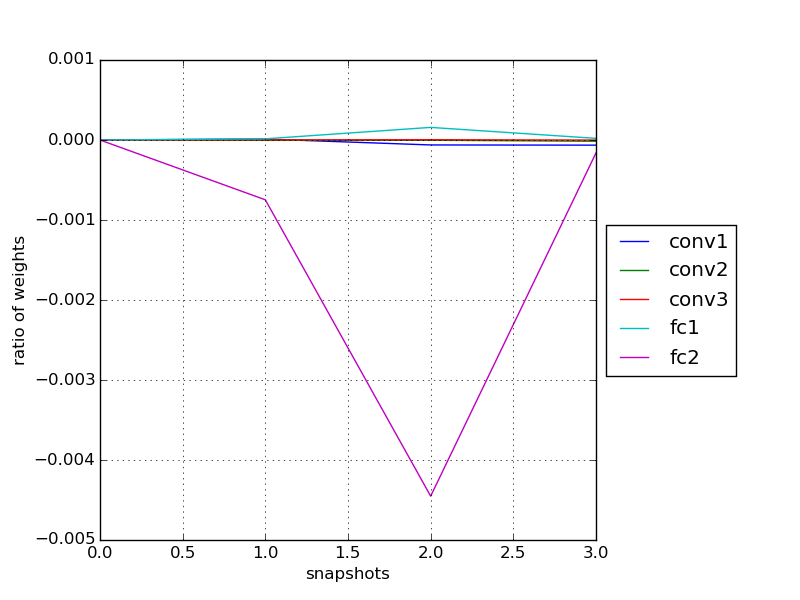 0.001
0.000
−0.001
−0.002
−0.003
−0.004
−0.005
ratio of weights
0.0 0.5 1.0 1.5 2.0 2.5 3.0
snapshots
conv1
conv2
conv3
fc1
fc2